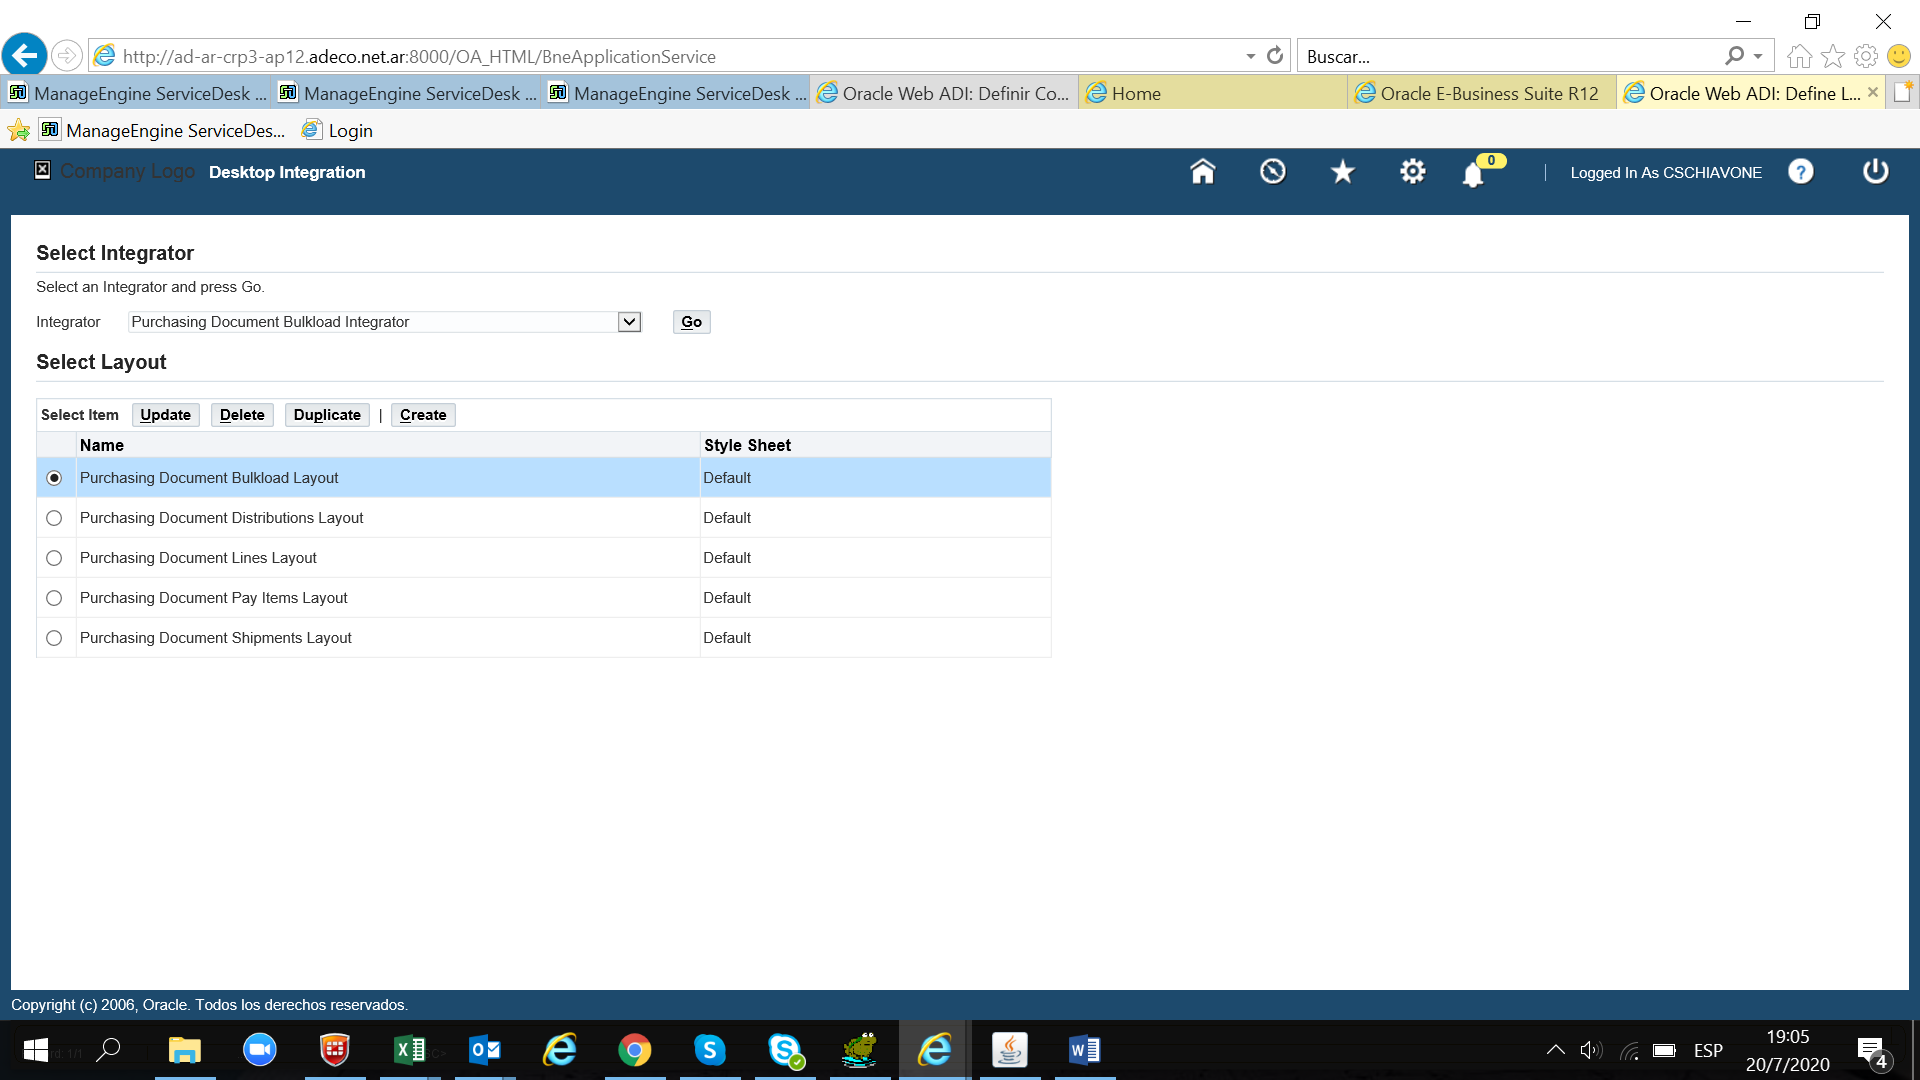 http://ad-ar-crp3-ap12.adeco.net.ar:8000/OA_HTML/BneApplicationService
Buscar...
ManageEngine ServiceDesk ...
ManageEngine ServiceDesk ...
ManageEngine ServiceDesk ...
Oracle Web ADI: Definir Co...
Home
Oracle E-Business Suite R12
Oracle Web ADI: Define L...
ManageEngine ServiceDes...
Login
Company Logo
Desktop Integration
0
Logged In As CSCHIAVONE
?
Select Integrator
Select an Integrator and press Go.
Integrator
Purchasing Document Bulkload Integrator
Go
Select Layout
Select Item
Update
Delete
Duplicate
|
Create
Name
Style Sheet
Purchasing Document Bulkload Layout
Default
Purchasing Document Distributions Layout
Default
Purchasing Document Lines Layout
Default
Purchasing Document Pay Items Layout
Default
Purchasing Document Shipments Layout
Default
Copyright (c) 2006, Oracle. Todos los derechos reservados.
ESP
19:05
20/7/2020
4